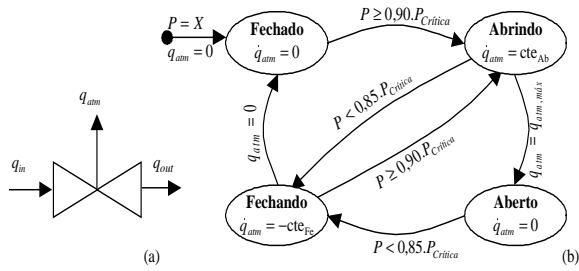 P = X
q_atm = 0
Fechado
q̇_atm = 0
P ≥ 0,90.P_Crítica
Abrindo
q̇_atm = cte_Ab
q_atm = 0
P < 0,85.P_Crítica
P ≥ 0,90.P_Crítica
q_atm = q_atm,máx
Fechando
q̇_atm = −cte_Fe
Aberto
q̇_atm = 0
P < 0,85.P_Crítica
q_atm
q_in
q_out
(a)
(b)